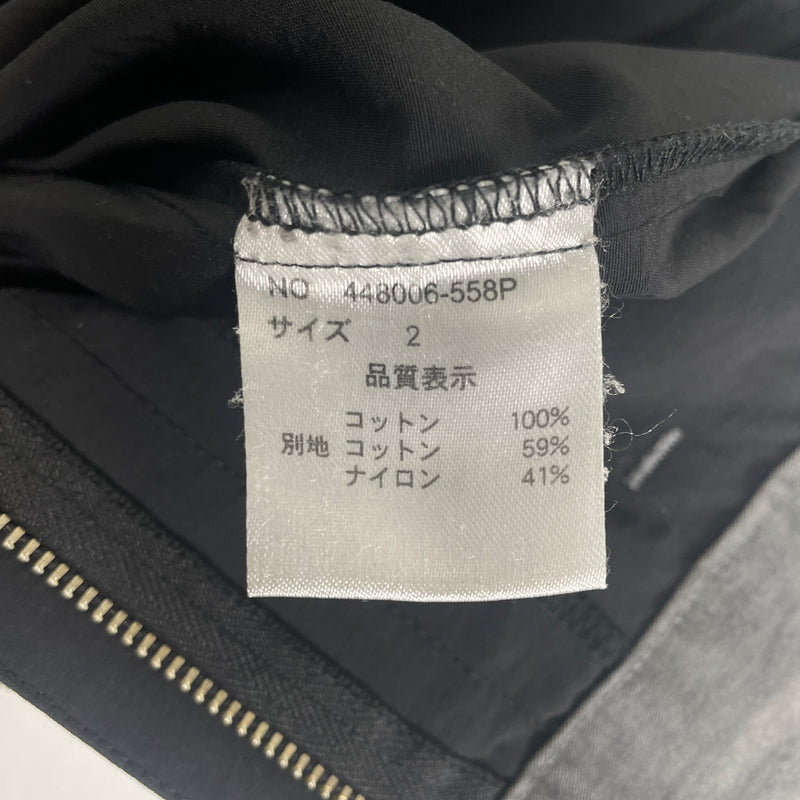 NO 448006-558P
サイズ 2
品質表示
コットン 100%
別地 コットン 59%
ナイロン 41%